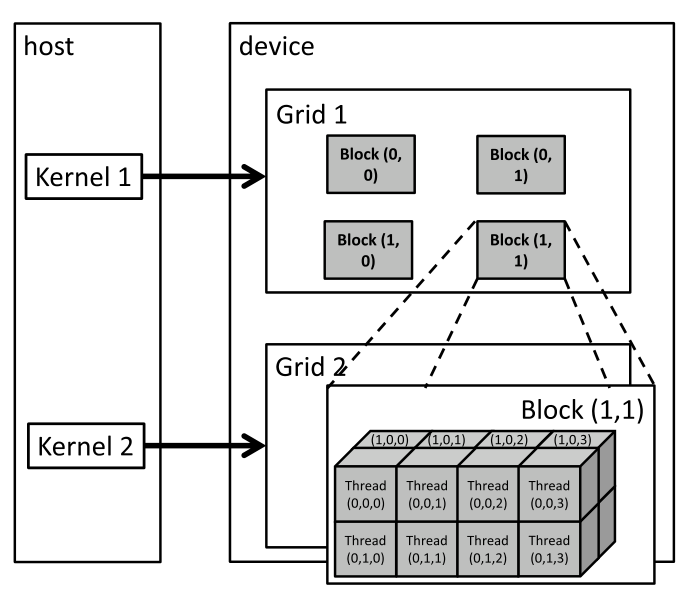 host
device
Grid 1
Block (0,
0)
Block (0,
1)
Kernel 1
Block (1,
0)
Block (1,
1)
Grid 2
Block (1,1)
Kernel 2
(1,0,0) (1,0,1) (1,0,2) (1,0,3)
Thread
(0,0,0)
Thread
(0,0,1)
Thread
(0,0,2)
Thread
(0,0,3)
Thread
(0,1,0)
Thread
(0,1,1)
Thread
(0,1,2)
Thread
(0,1,3)